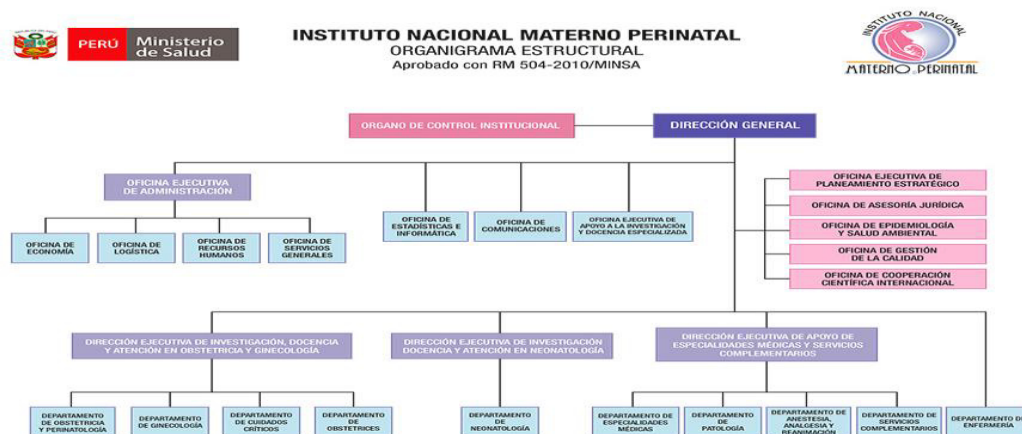 PERÚ
Ministerio
de Salud
INSTITUTO NACIONAL MATERNO PERINATAL
ORGANIGRAMA ESTRUCTURAL
Aprobado con RM 504-2010/MINSA
INSTITUTO NACIONAL
MATERNO PERINATAL
ORGANO DE CONTROL INSTITUCIONAL
DIRECCIÓN GENERAL
OFICINA EJECUTIVA
DE ADMINISTRACIÓN
OFICINA EJECUTIVA DE
PLANEAMIENTO ESTRATÉGICO
OFICINA DE ASESORÍA JURÍDICA
OFICINA DE EPIDEMIOLOGÍA
Y SALUD AMBIENTAL
OFICINA DE GESTIÓN
DE LA CALIDAD
OFICINA DE COOPERACIÓN
CIENTÍFICA INTERNACIONAL
OFICINA DE
ESTADÍSTICAS E
INFORMÁTICA
OFICINA DE
COMUNICACIONES
OFICINA EJECUTIVA DE
APOYO A LA INVESTIGACIÓN
Y DOCENCIA ESPECIALIZADA
OFICINA DE
ECONOMÍA
OFICINA DE
LOGÍSTICA
OFICINA DE
RECURSOS
HUMANOS
OFICINA DE
SERVICIOS
GENERALES
DIRECCIÓN EJECUTIVA DE INVESTIGACIÓN, DOCENCIA
Y ATENCIÓN EN OBSTETRICIA Y GINECOLOGÍA
DIRECCIÓN EJECUTIVA DE INVESTIGACIÓN
DOCENCIA Y ATENCIÓN EN NEONATOLOGÍA
DIRECCIÓN EJECUTIVA DE APOYO DE
ESPECIALIDADES MÉDICAS Y SERVICIOS
COMPLEMENTARIOS
DEPARTAMENTO
DE OBSTETRICIA
Y PERINATOLOGÍA
DEPARTAMENTO
DE GINECOLOGÍA
DEPARTAMENTO
DE CUIDADOS
CRÍTICOS
DEPARTAMENTO
DE
OBSTETRICES
DEPARTAMENTO
DE
NEONATOLOGÍA
DEPARTAMENTO DE
ESPECIALIDADES
MÉDICAS
DEPARTAMENTO
DE
PATOLOGÍA
DEPARTAMENTO DE
ANESTESIA,
ANALGESIA Y
REANIMACIÓN
DEPARTAMENTO DE
SERVICIOS
COMPLEMENTARIOS
DEPARTAMENTO DE
ENFERMERÍA